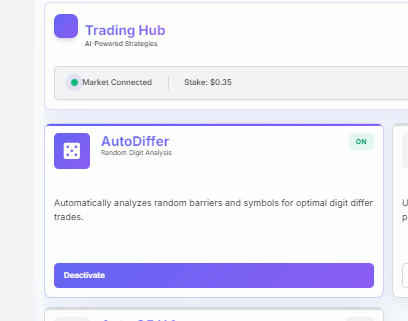 Trading Hub
AI-Powered Strategies
Market Connected
Stake: $0.35
AutoDiffer
ON
Random Digit Analysis
Automatically analyzes random barriers and symbols for optimal digit differ
trades.
Deactivate